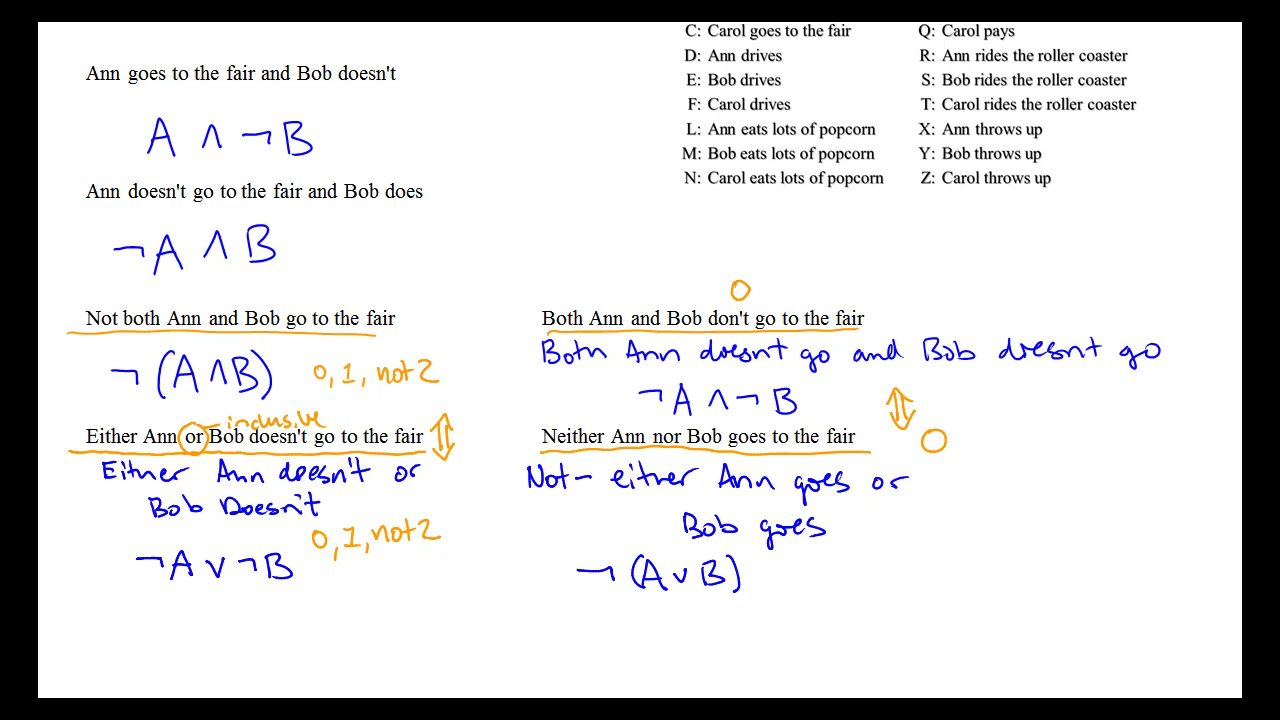 C: Carol goes to the fair
D: Ann drives
E: Bob drives
F: Carol drives
L: Ann eats lots of popcorn
M: Bob eats lots of popcorn
N: Carol eats lots of popcorn
Q: Carol pays
R: Ann rides the roller coaster
S: Bob rides the roller coaster
T: Carol rides the roller coaster
X: Ann throws up
Y: Bob throws up
Z: Carol throws up
Ann goes to the fair and Bob doesn't
A ∧ ¬B
Ann doesn't go to the fair and Bob does
¬A ∧ B
Not both Ann and Bob go to the fair
¬(A∧B)
0, 1, not 2
inclusive
Either Ann or Bob doesn't go to the fair
Either Ann doesn't or
Bob Doesn't
0, 1, not 2
¬A ∨ ¬B
0
Both Ann and Bob don't go to the fair
Both Ann doesnt go and Bob doesnt go
¬A ∧ ¬B
Neither Ann nor Bob goes to the fair
0
Not - either Ann goes or
Bob goes
¬(A ∨ B)